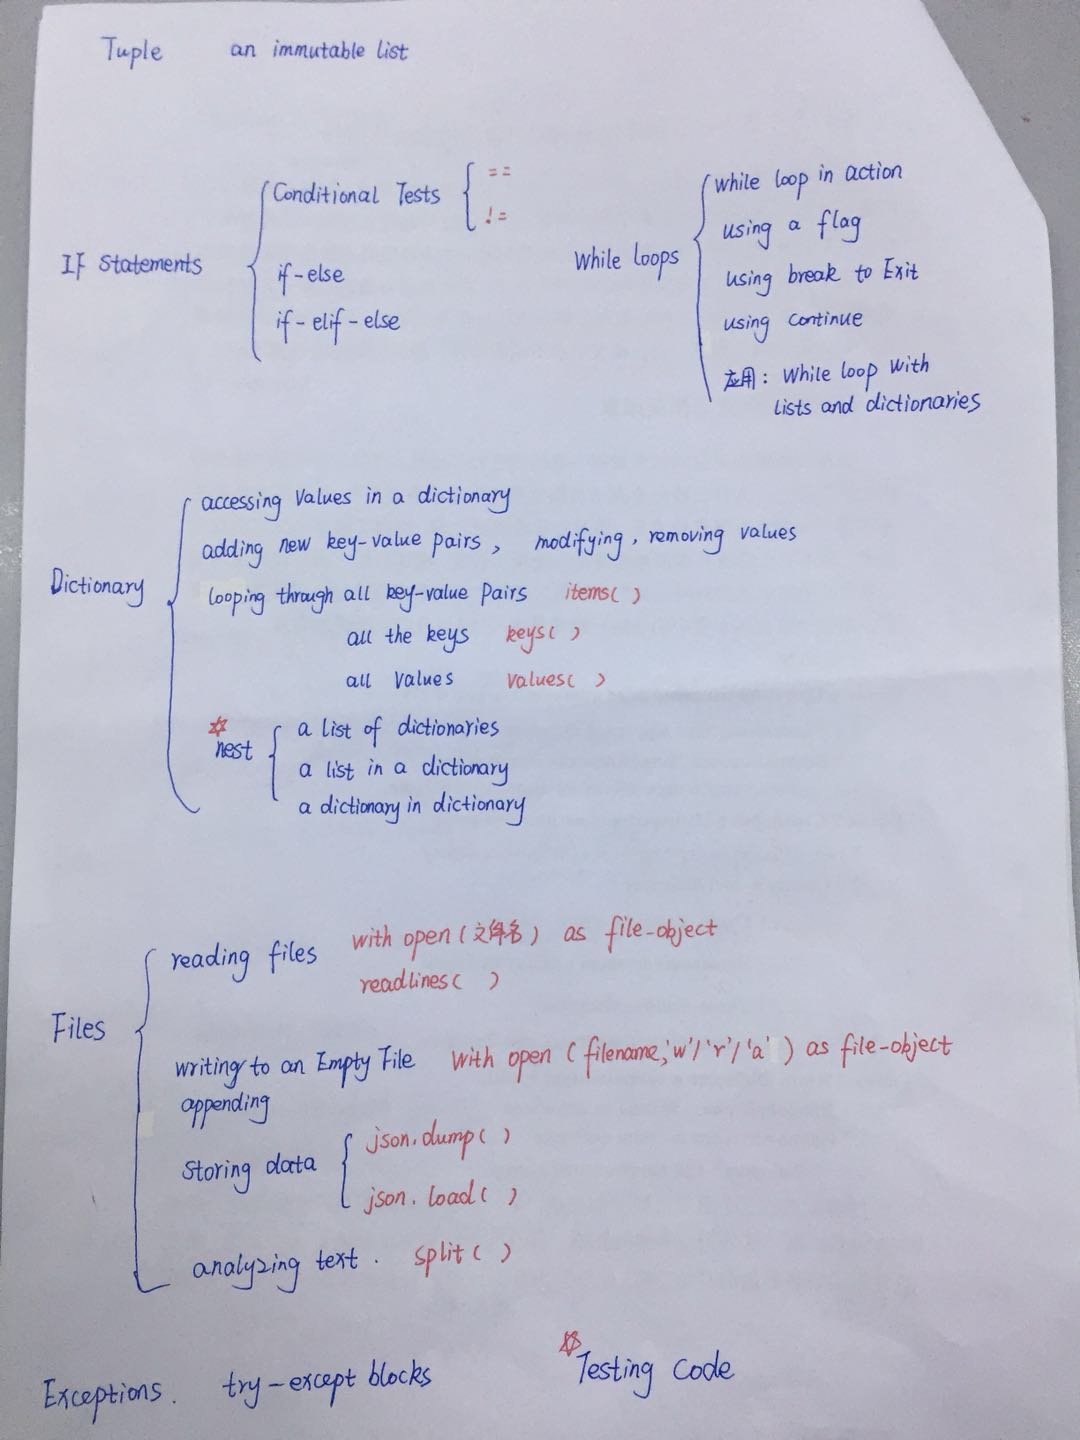 Tuple an immutable list
If Statements
Conditional Tests
==
!=
if-else
if-elif-else
While loops
while loop in action
using a flag
using break to Exit
using continue
应用: While loop with
lists and dictionaries
Dictionary
accessing Values in a dictionary
adding new key-value pairs, modifying, removing values
looping through all key-value Pairs items( )
all the keys keys( )
all values values( )
nest
a list of dictionaries
a list in a dictionary
a dictionary in dictionary
Files
reading files with open (文件名) as file-object
readlines( )
writing to an Empty File with open (filename,'w'/'r'/'a') as file-object
appending
Storing data
json.dump( )
json.load( )
analyzing text. split( )
Exceptions. try-except blocks
Testing Code